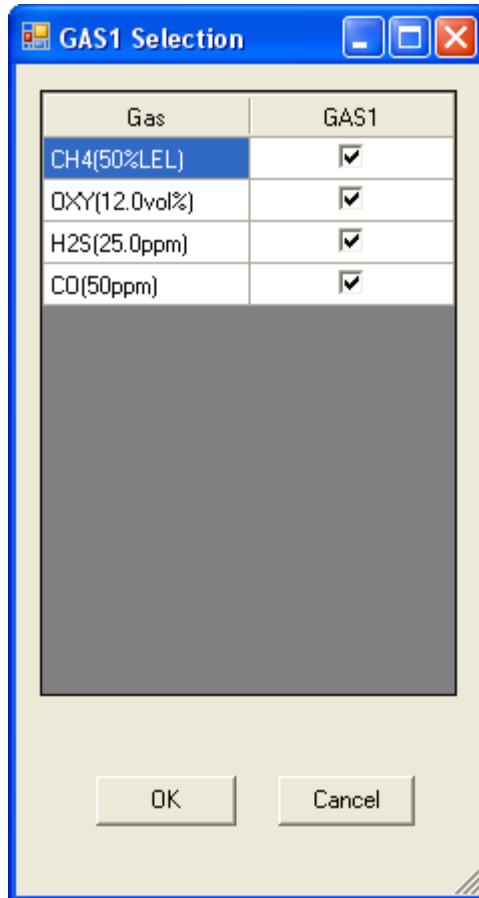 GAS1 Selection
Gas GAS1
CH4(50%LEL)
OXY(12.0vol%)
H2S(25.0ppm)
CO(50ppm)
OK Cancel